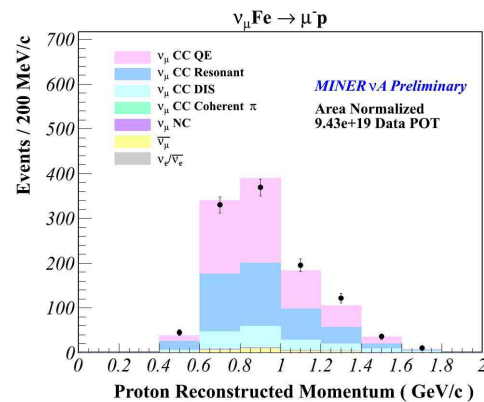 νμFe → μ⁻p
Events / 200 MeV/c
700
600
500
400
300
200
100
0
νμ CC QE
νμ CC Resonant
νμ CC DIS
νμ CC Coherent π
νμ NC
ν̅μ
νe/ν̅e
MINERνA Preliminary
Area Normalized
9.43e+19 Data POT
0 0.2 0.4 0.6 0.8 1 1.2 1.4 1.6 1.8 2
Proton Reconstructed Momentum ( GeV/c)